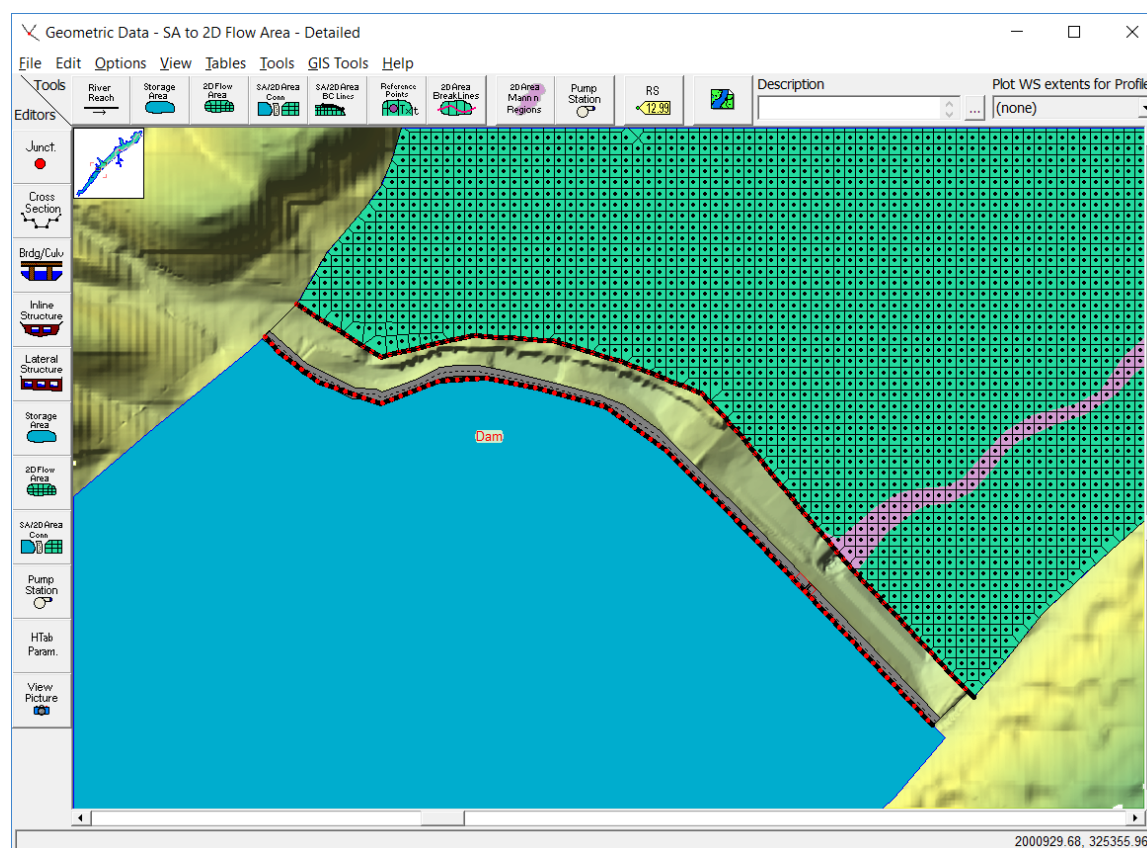 Geometric Data - SA to 2D Flow Area - Detailed
File Edit Options View Tables Tools GIS Tools Help
Tools
Editors
River
Reach
Storage
Area
2D Flow
Area
SA/2D Area
Conn
SA/2D Area
BC Lines
Reference
Points
2D Area
BreakLines
2D Area
Mann n
Regions
Pump
Station
RS
12.99
Description
...
Plot WS extents for Profile
(none)
Junct.
Cross
Section
Brdg/Culv
Inline
Structure
Lateral
Structure
Storage
Area
2D Flow
Area
SA/2D Area
Conn
Pump
Station
HTab
Param.
View
Picture
Dam
2000929.68, 325355.96